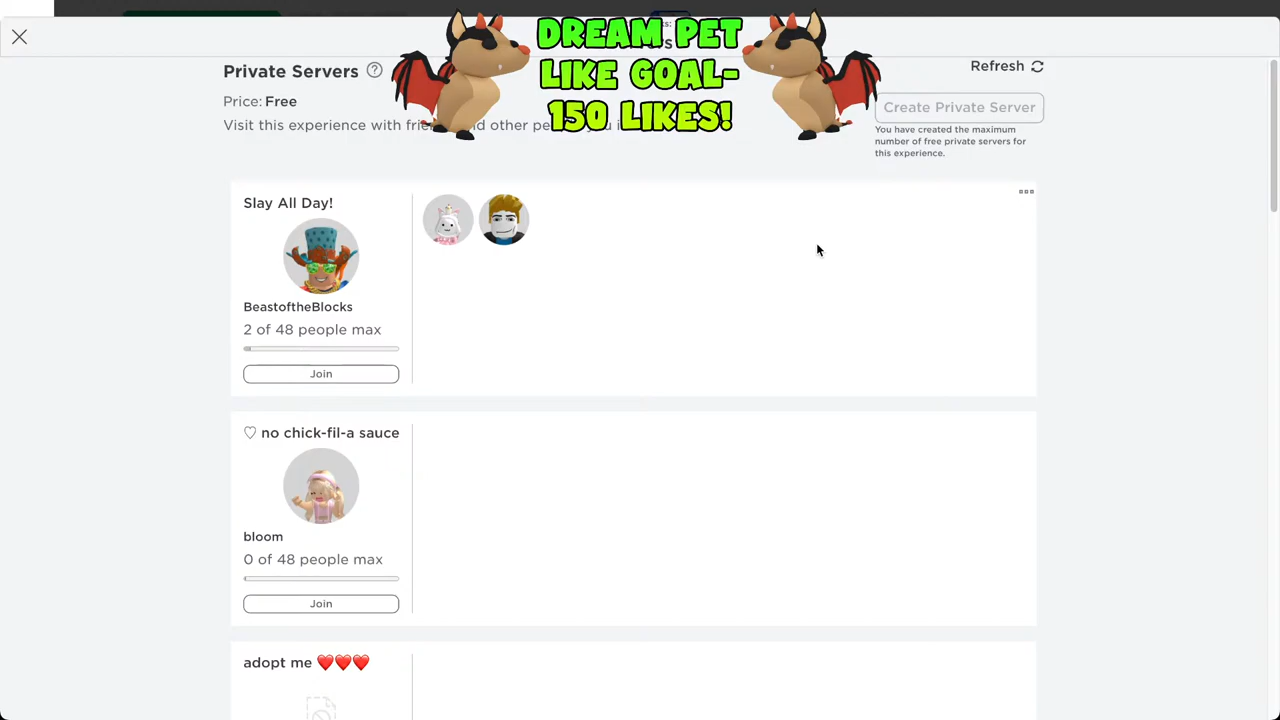 DREAM PET
LIKE GOAL-
150 LIKES!
Private Servers
Refresh
Price: Free
Create Private Server
Visit this experience with
You have created the maximum
number of free private servers for
this experience.
Slay All Day!
BeastoftheBlocks
2 of 48 people max
Join
♡ no chick-fil-a sauce
bloom
0 of 48 people max
Join
adopt me ❤️❤️❤️